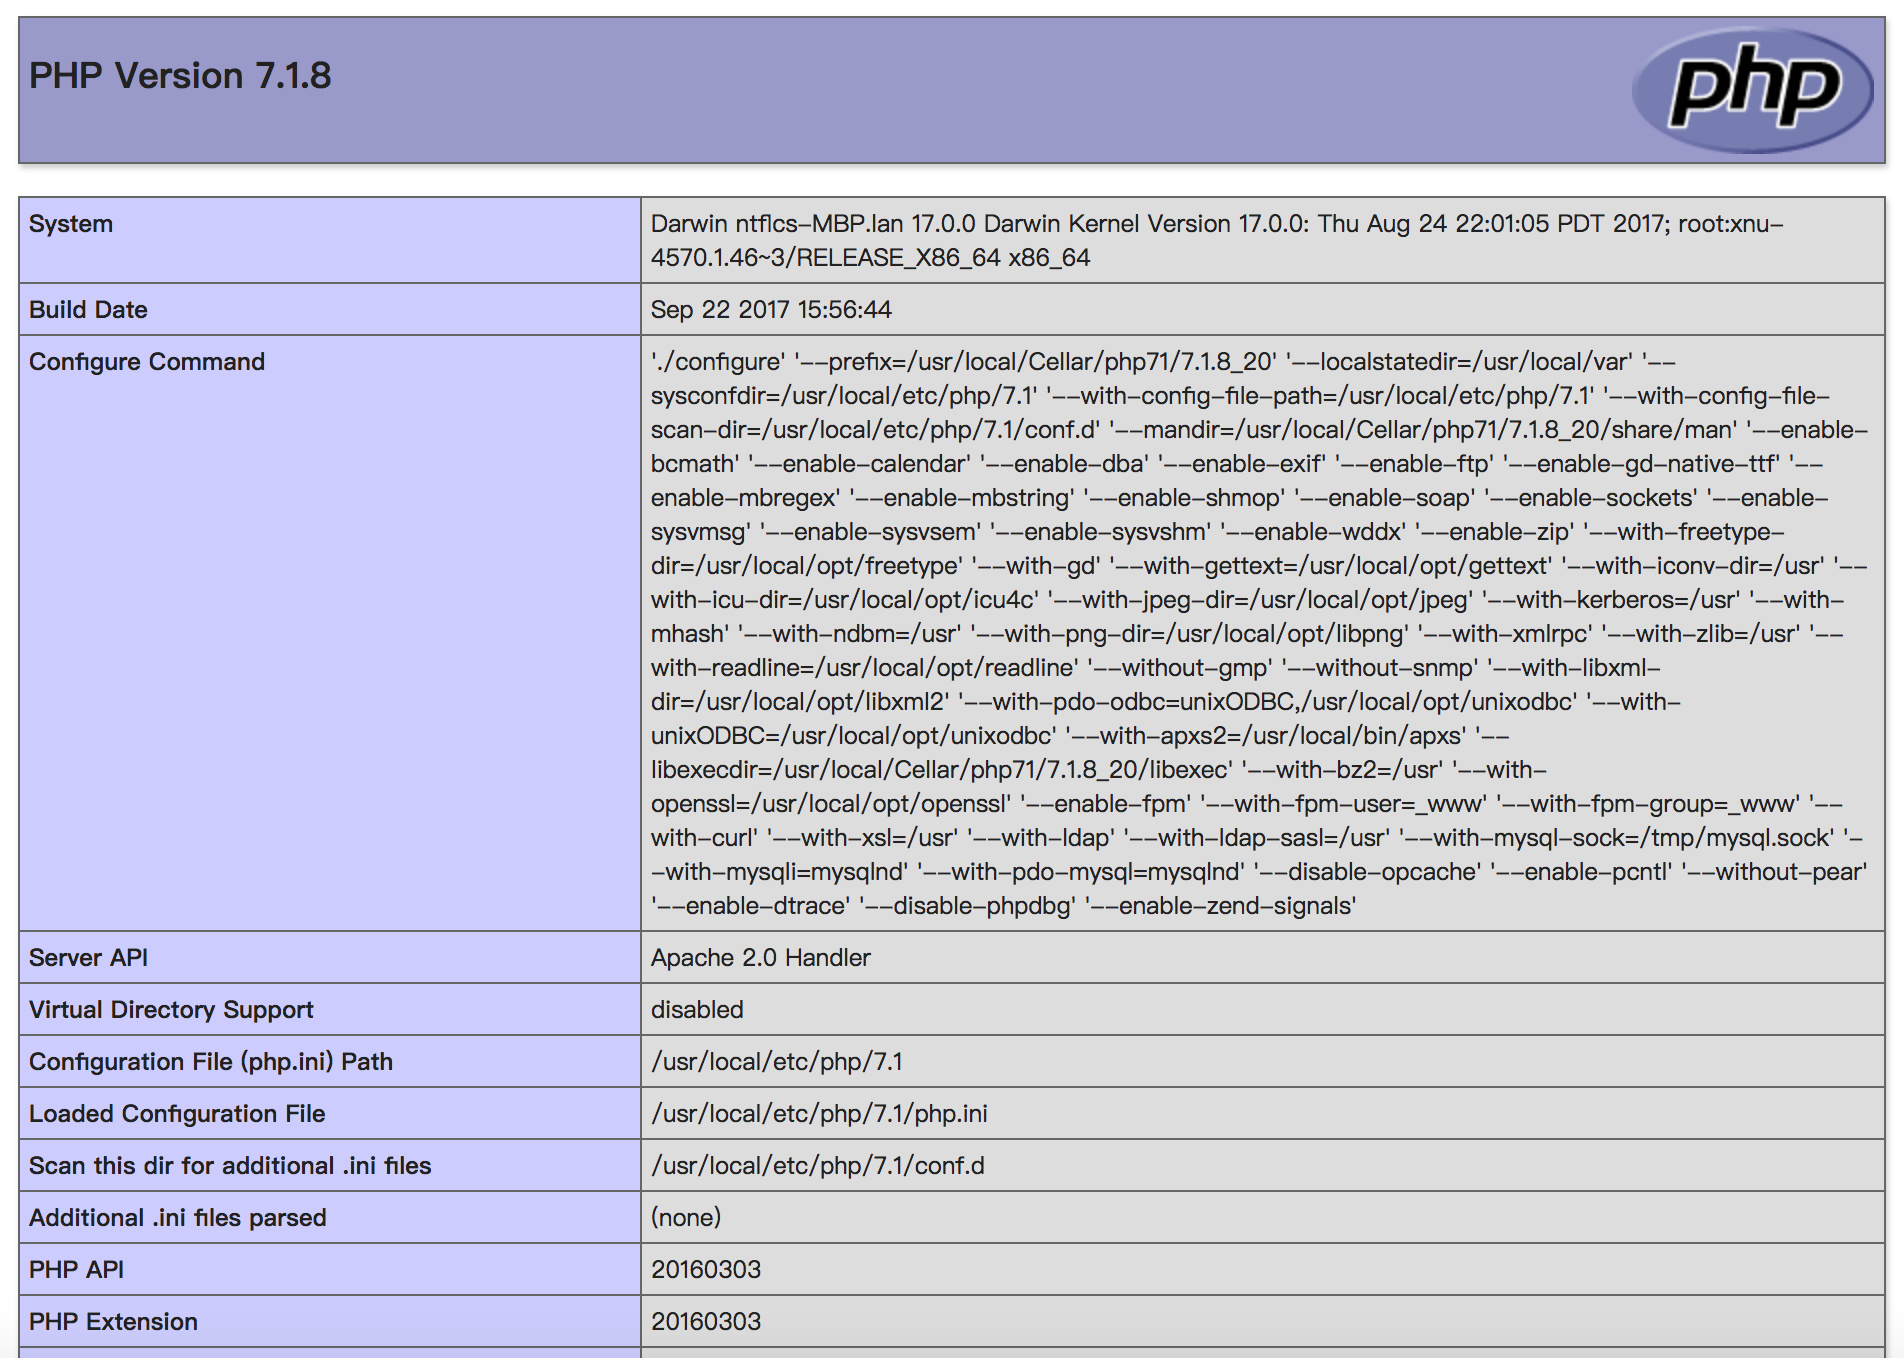 PHP Version 7.1.8
php
System
Darwin ntflcs-MBP.lan 17.0.0 Darwin Kernel Version 17.0.0: Thu Aug 24 22:01:05 PDT 2017; root:xnu-
4570.1.46~3/RELEASE_X86_64 x86_64
Build Date
Sep 22 2017 15:56:44
Configure Command
'./configure' '--prefix=/usr/local/Cellar/php71/7.1.8_20' '--localstatedir=/usr/local/var' '--
sysconfdir=/usr/local/etc/php/7.1' '--with-config-file-path=/usr/local/etc/php/7.1' '--with-config-file-
scan-dir=/usr/local/etc/php/7.1/conf.d' '--mandir=/usr/local/Cellar/php71/7.1.8_20/share/man' '--enable-
bcmath' '--enable-calendar' '--enable-dba' '--enable-exif' '--enable-ftp' '--enable-gd-native-ttf' '--
enable-mbregex' '--enable-mbstring' '--enable-shmop' '--enable-soap' '--enable-sockets' '--enable-
sysvmsg' '--enable-sysvsem' '--enable-sysvshm' '--enable-wddx' '--enable-zip' '--with-freetype-
dir=/usr/local/opt/freetype' '--with-gd' '--with-gettext=/usr/local/opt/gettext' '--with-iconv-dir=/usr' '--
with-icu-dir=/usr/local/opt/icu4c' '--with-jpeg-dir=/usr/local/opt/jpeg' '--with-kerberos=/usr' '--with-
mhash' '--with-ndbm=/usr' '--with-png-dir=/usr/local/opt/libpng' '--with-xmlrpc' '--with-zlib=/usr' '--
with-readline=/usr/local/opt/readline' '--without-gmp' '--without-snmp' '--with-libxml-
dir=/usr/local/opt/libxml2' '--with-pdo-odbc=unixODBC,/usr/local/opt/unixodbc' '--with-
unixODBC=/usr/local/opt/unixodbc' '--with-apxs2=/usr/local/bin/apxs' '--
libexecdir=/usr/local/Cellar/php71/7.1.8_20/libexec' '--with-bz2=/usr' '--with-
openssl=/usr/local/opt/openssl' '--enable-fpm' '--with-fpm-user=_www' '--with-fpm-group=_www' '--
with-curl' '--with-xsl=/usr' '--with-ldap' '--with-ldap-sasl=/usr' '--with-mysql-sock=/tmp/mysql.sock' '-
-with-mysqli=mysqlnd' '--with-pdo-mysql=mysqlnd' '--disable-opcache' '--enable-pcntl' '--without-pear'
'--enable-dtrace' '--disable-phpdbg' '--enable-zend-signals'
Server API
Apache 2.0 Handler
Virtual Directory Support
disabled
Configuration File (php.ini) Path
/usr/local/etc/php/7.1
Loaded Configuration File
/usr/local/etc/php/7.1/php.ini
Scan this dir for additional .ini files
/usr/local/etc/php/7.1/conf.d
Additional .ini files parsed
(none)
PHP API
20160303
PHP Extension
20160303